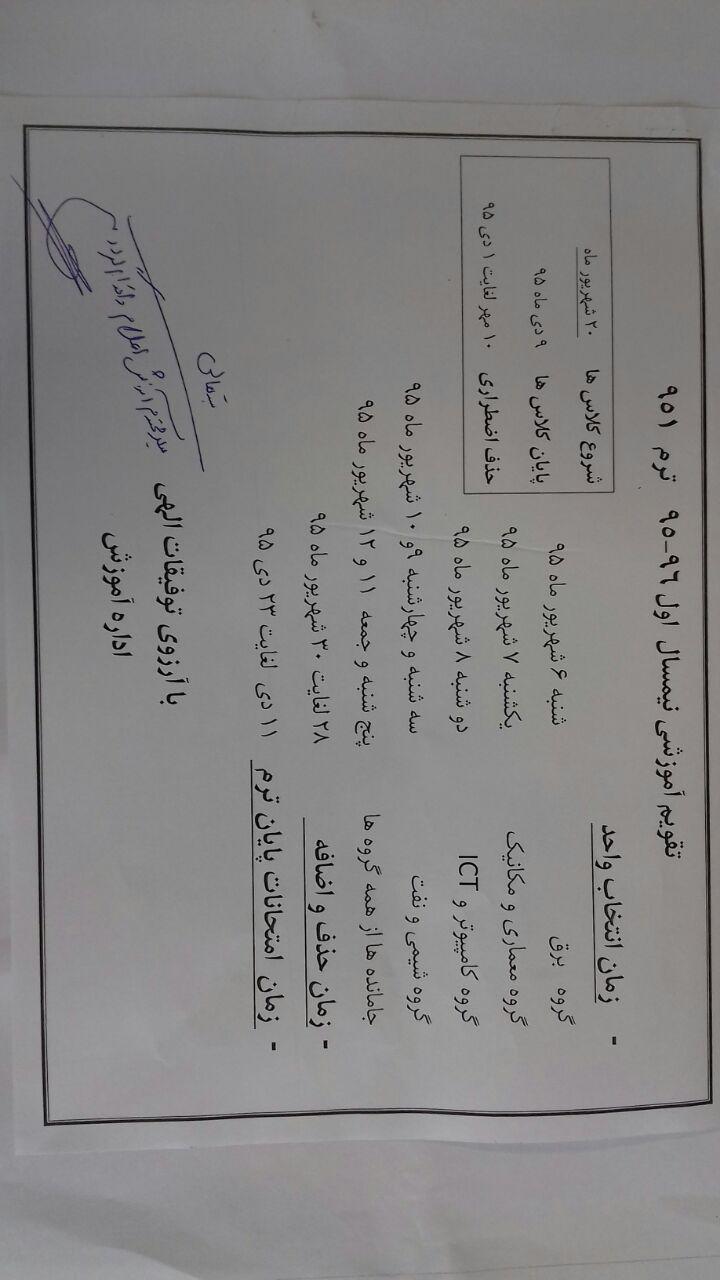 تقویم آموزشی نیمسال اول ۹۶-۹۵ ترم ۹۵۱
- زمان انتخاب واحد
شروع کلاس ها ۲۰ شهریور ماه
پایان کلاس ها ۹ دی ماه ۹۵
حذف اضطراری ۱۰ مهر لغایت ۱ دی ۹۵
گروه برق شنبه ۶ شهریور ماه ۹۵
گروه معماری و مکانیک یکشنبه ۷ شهریور ماه ۹۵
گروه کامپیوتر و ICT دو شنبه ۸ شهریور ماه ۹۵
گروه شیمی و نفت سه شنبه و چهارشنبه ۹و ۱۰ شهریور ماه ۹۵
جامانده ها از همه گروه ها پنج شنبه و جمعه ۱۱ و ۱۲ شهریور ماه ۹۵
- زمان حذف و اضافه ۲۸ لغایت ۳۰ شهریور ماه ۹۵
- زمان امتحانات پایان ترم ۱۱ دی لغایت ۲۳ دی ۹۵
با آرزوی توفیقات الهی
اداره آموزش